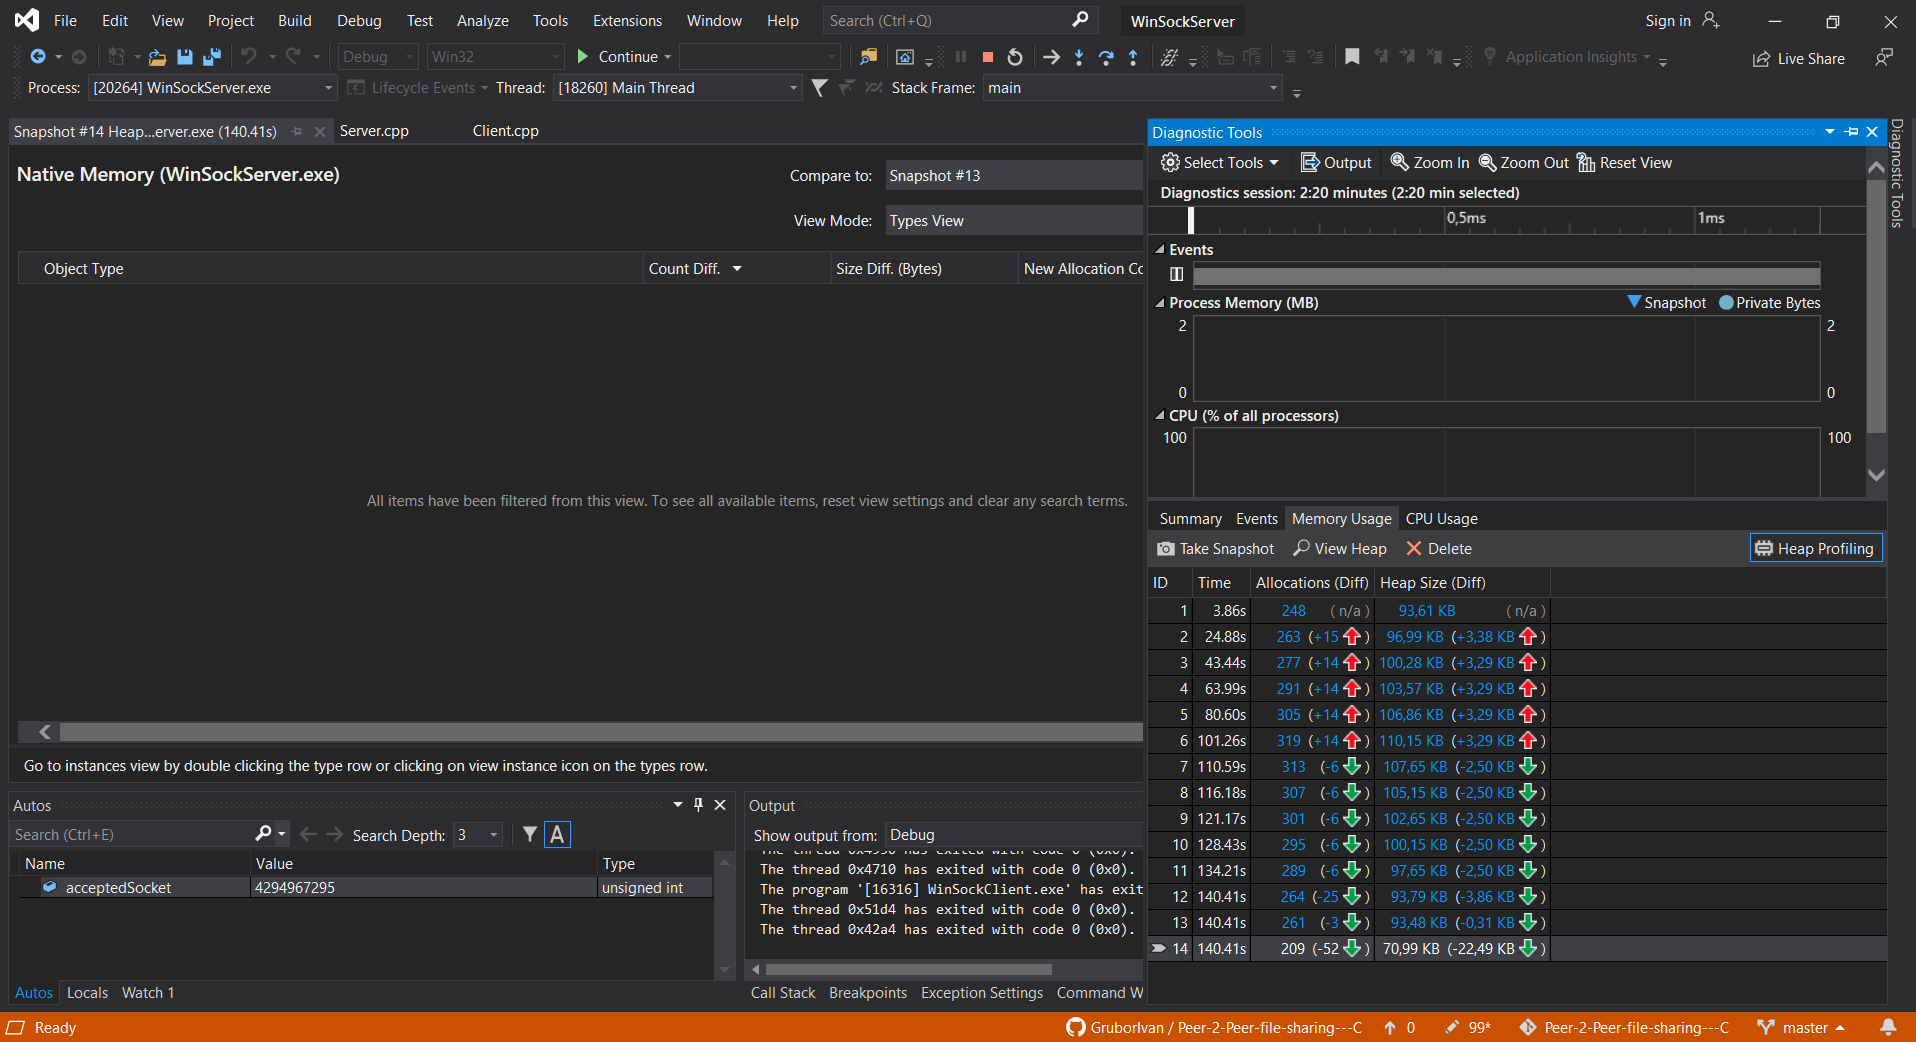 File Edit View Project Build Debug Test Analyze Tools Extensions Window Help Search (Ctrl+Q) WinSockServer Sign in
Debug Win32 Continue Application Insights Live Share
Process: [20264] WinSockServer.exe Lifecycle Events Thread: [18260] Main Thread Stack Frame: main
Snapshot #14 Heap...erver.exe (140.41s) Server.cpp Client.cpp
Native Memory (WinSockServer.exe)
Compare to: Snapshot #13
View Mode: Types View
Object Type Count Diff. Size Diff. (Bytes) New Allocation Co
All items have been filtered from this view. To see all available items, reset view settings and clear any search terms.
Go to instances view by double clicking the type row or clicking on view instance icon on the types row.
Autos
Search (Ctrl+E) Search Depth: 3 A
Name Value Type
acceptedSocket 4294967295 unsigned int
Autos Locals Watch 1
Output
Show output from: Debug
The thread 0x4950 has exited with code 0 (0x0).
The thread 0x4710 has exited with code 0 (0x0).
The program '[16316] WinSockClient.exe' has exit
The thread 0x51d4 has exited with code 0 (0x0).
The thread 0x42a4 has exited with code 0 (0x0).
Call Stack Breakpoints Exception Settings Command W
Diagnostic Tools
Diagnostic Tools
Select Tools Output Zoom In Zoom Out Reset View
Diagnostics session: 2:20 minutes (2:20 min selected)
0,5ms 1ms
Events
Process Memory (MB) Snapshot Private Bytes
2 2
0 0
CPU (% of all processors)
100 100
Summary Events Memory Usage CPU Usage
Take Snapshot View Heap Delete Heap Profiling
ID Time Allocations (Diff) Heap Size (Diff)
1 3.86s 248 (n/a) 93,61 KB (n/a)
2 24.88s 263 (+15) 96,99 KB (+3,38 KB)
3 43.44s 277 (+14) 100,28 KB (+3,29 KB)
4 63.99s 291 (+14) 103,57 KB (+3,29 KB)
5 80.60s 305 (+14) 106,86 KB (+3,29 KB)
6 101.26s 319 (+14) 110,15 KB (+3,29 KB)
7 110.59s 313 (-6) 107,65 KB (-2,50 KB)
8 116.18s 307 (-6) 105,15 KB (-2,50 KB)
9 121.17s 301 (-6) 102,65 KB (-2,50 KB)
10 128.43s 295 (-6) 100,15 KB (-2,50 KB)
11 134.21s 289 (-6) 97,65 KB (-2,50 KB)
12 140.41s 264 (-25) 93,79 KB (-3,86 KB)
13 140.41s 261 (-3) 93,48 KB (-0,31 KB)
14 140.41s 209 (-52) 70,99 KB (-22,49 KB)
Ready GruborIvan / Peer-2-Peer-file-sharing---C 0 99* Peer-2-Peer-file-sharing---C master